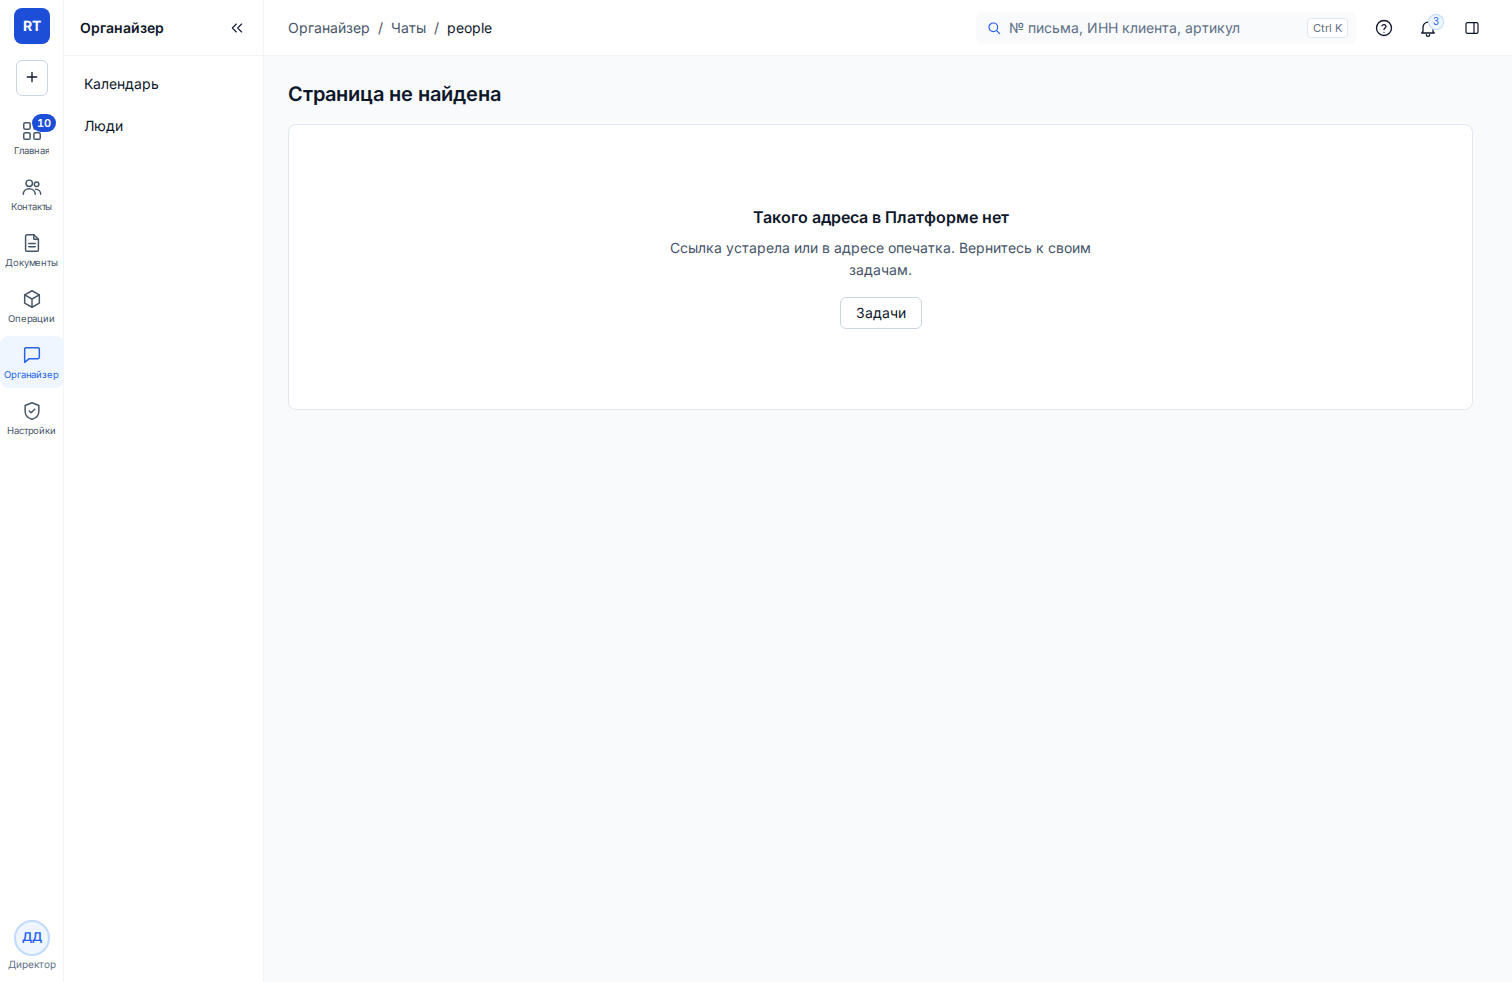 RT
Органайзер
Органайзер / Чаты / people
№ письма, ИНН клиента, артикул
Ctrl K
3
10
Главная
Контакты
Документы
Операции
Органайзер
Настройки
ДД
Директор
Календарь
Люди
Страница не найдена
Такого адреса в Платформе нет
Ссылка устарела или в адресе опечатка. Вернитесь к своим
задачам.
Задачи